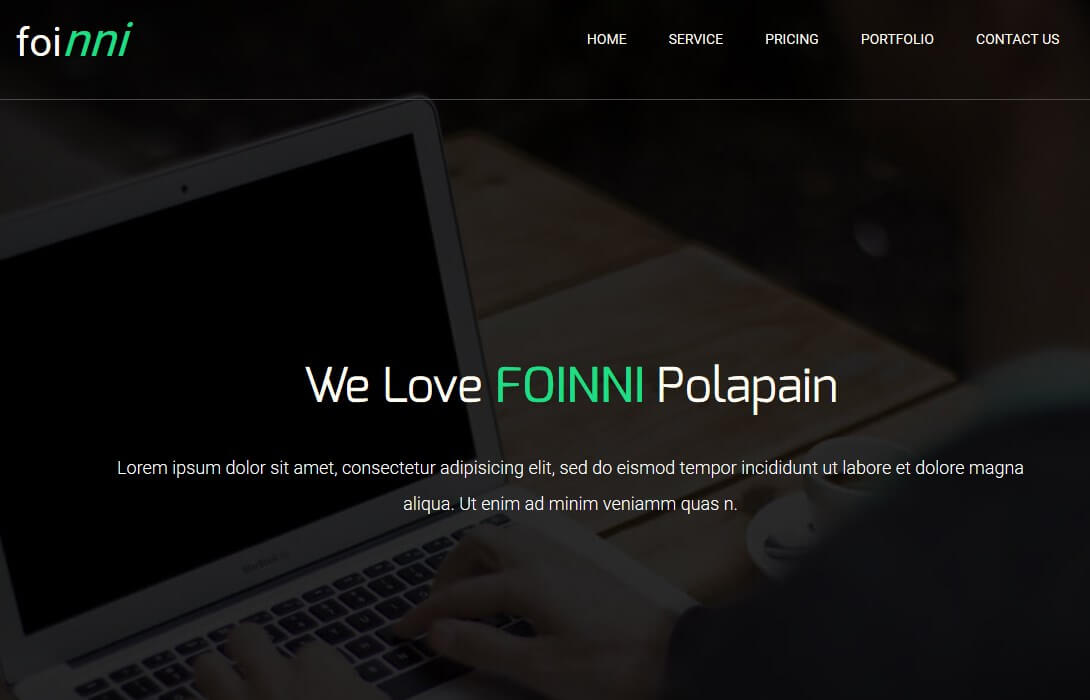 foinni
HOME SERVICE PRICING PORTFOLIO CONTACT US
We Love FOINNI Polapain
Lorem ipsum dolor sit amet, consectetur adipisicing elit, sed do eismod tempor incididunt ut labore et dolore magna
aliqua. Ut enim ad minim veniamm quas n.